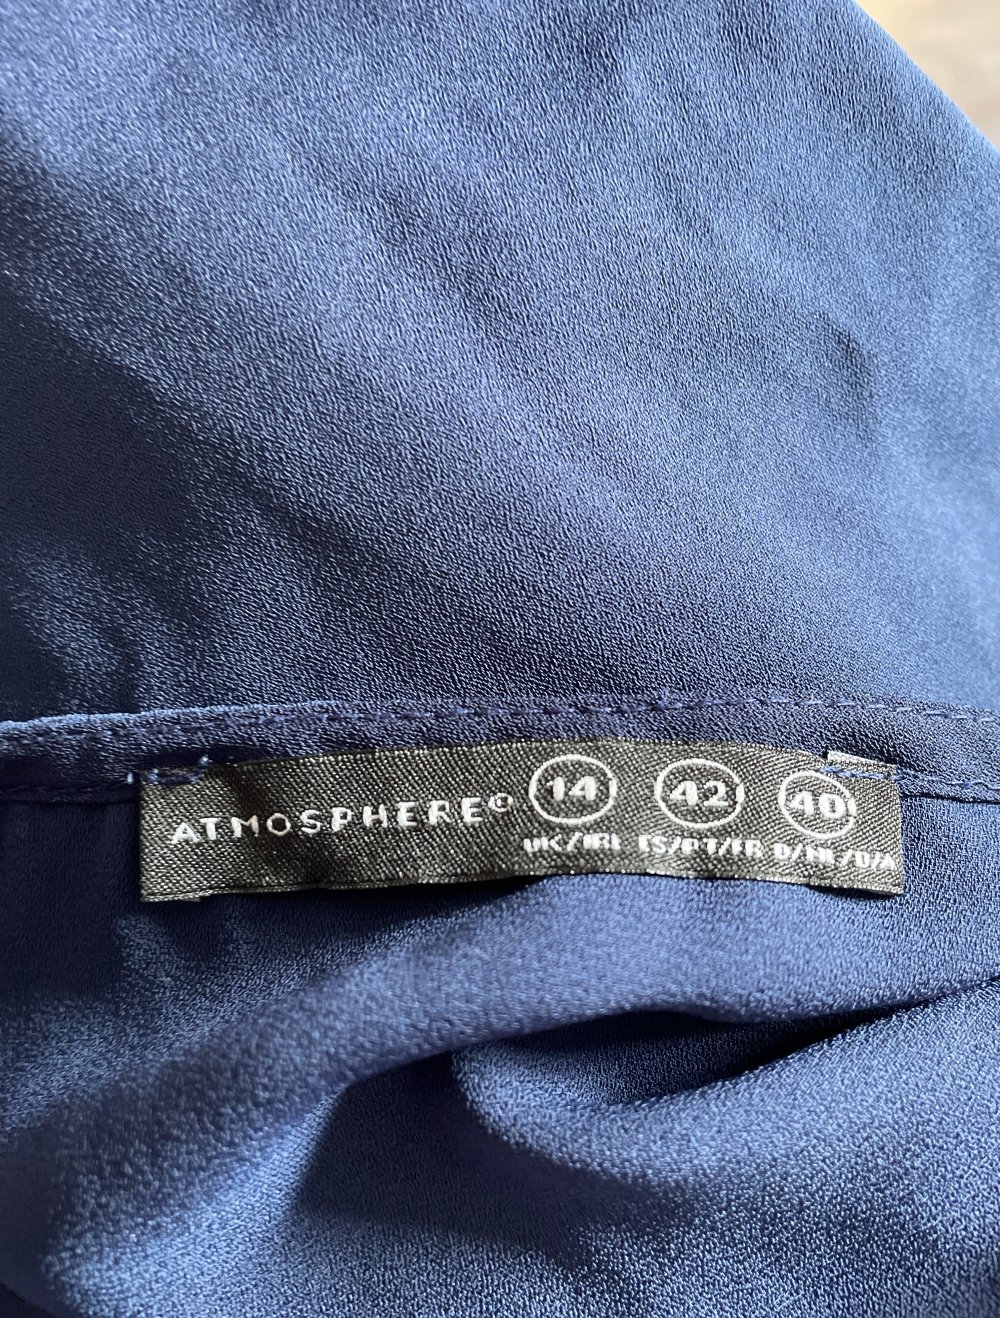 ATMOSPHERE© 14 42 40
UK/IRL ES/PT/FR D/NL/B/A